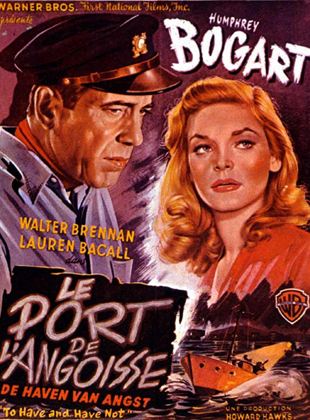 WARNER BROS. First National Films, Inc.
présente
HUMPHREY
BOGART
WALTER BRENNAN
LAUREN BACALL
dans
LE
PORT
DE
L'ANGOISSE
DE HAVEN VAN ANGST
"To Have and Have Not"
WB
UNE PRODUCTION
HOWARD HAWKS